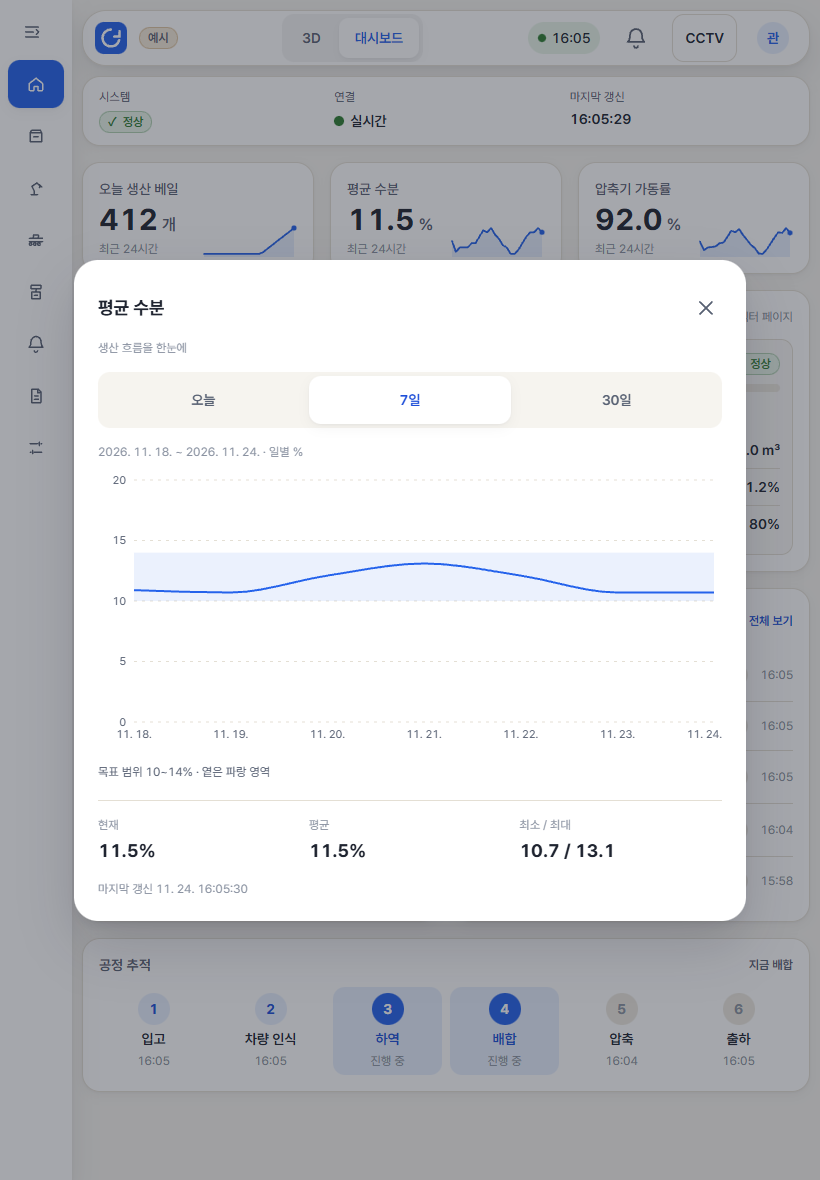 예시
3D
대시보드
16:05
CCTV
관
시스템
연결
마지막 갱신
✓ 정상
실시간
16:05:29
오늘 생산 베일
평균 수분
압축기 가동률
412 개
11.5 %
92.0 %
최근 24시간
최근 24시간
최근 24시간
평균 수분
페이지
생산 흐름을 한눈에
정상
오늘
7일
30일
2026. 11. 18. ~ 2026. 11. 24. · 일별 %
.0 m³
20
1.2%
15
80%
10
5
0
11. 18.
11. 19.
11. 20.
11. 21.
11. 22.
11. 23.
11. 24.
전체 보기
16:05
16:05
16:05
16:04
15:58
목표 범위 10~14% · 옅은 파랑 영역
현재
평균
최소 / 최대
11.5%
11.5%
10.7 / 13.1
마지막 갱신 11. 24. 16:05:30
공정 추적
지금 배합
1
2
3
4
5
6
입고
차량 인식
하역
배합
압축
출하
16:05
16:05
진행 중
진행 중
16:04
16:05